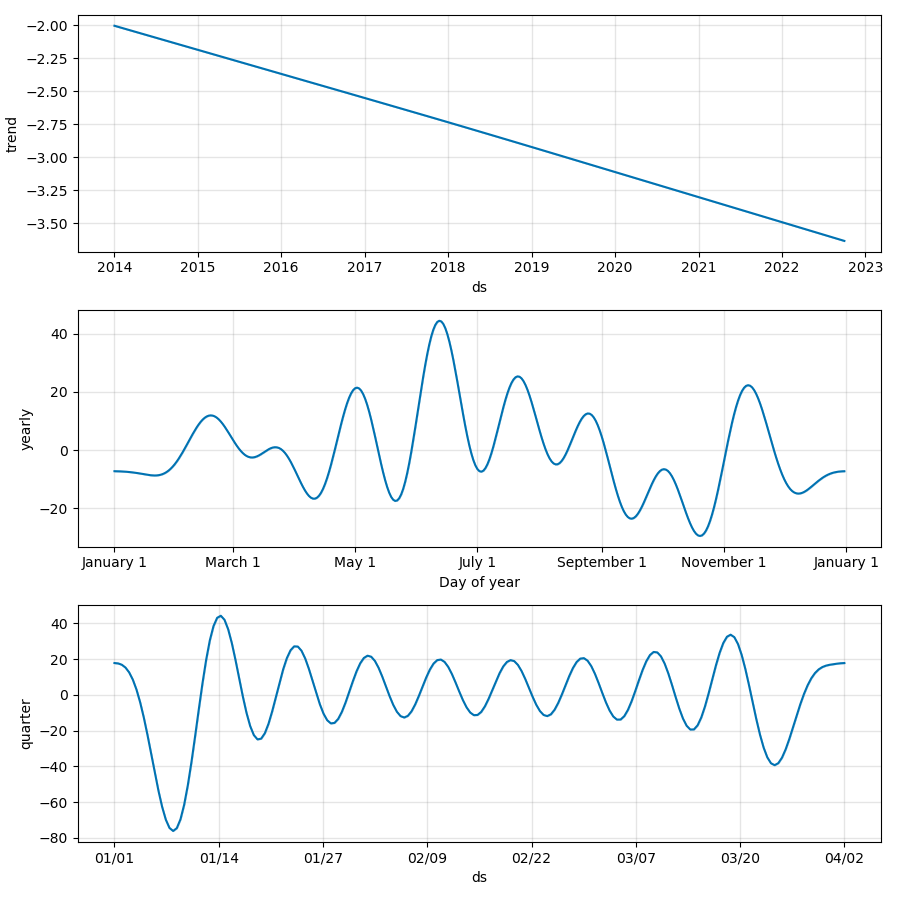 −2.00
−2.25
−2.50
−2.75
−3.00
−3.25
−3.50
trend
2014 2015 2016 2017 2018 2019 2020 2021 2022 2023
ds
40
20
0
−20
yearly
January 1 March 1 May 1 July 1 September 1 November 1 January 1
Day of year
40
20
0
−20
−40
−60
−80
quarter
01/01 01/14 01/27 02/09 02/22 03/07 03/20 04/02
ds